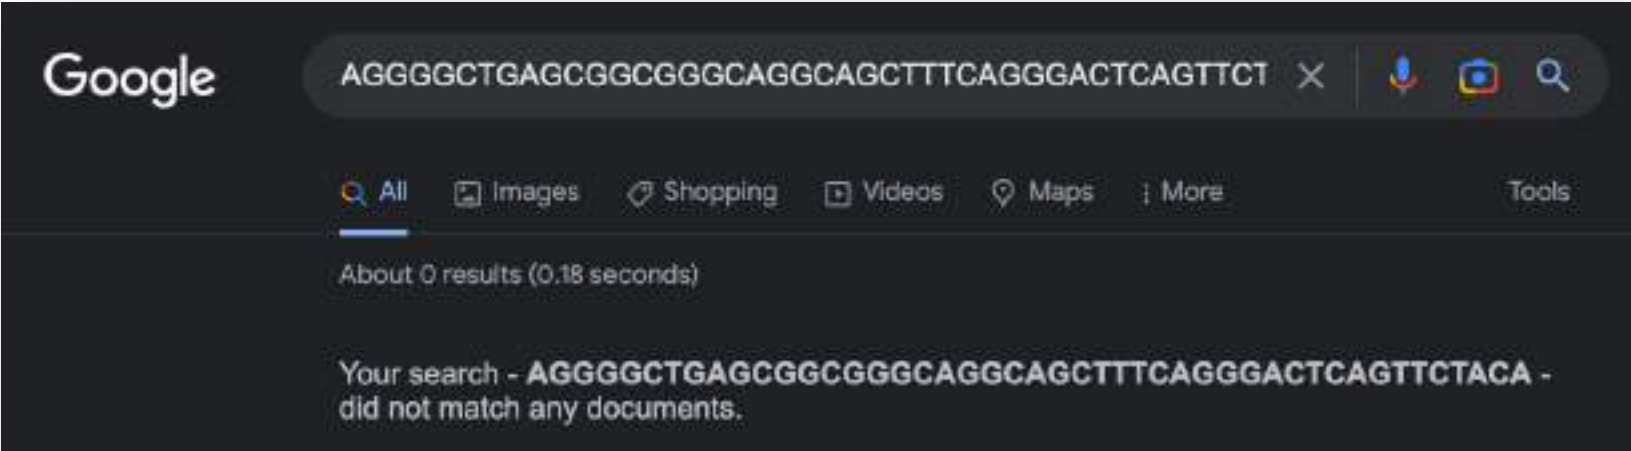 Google
AGGGGCTGAGCGGCGGGCAGGCAGCTTTCAGGGACTCAGTTCT
All Images Shopping Videos Maps More Tools
About 0 results (0.18 seconds)
Your search - AGGGGCTGAGCGGCGGGCAGGCAGCTTTCAGGGACTCAGTTCTACA -
did not match any documents.